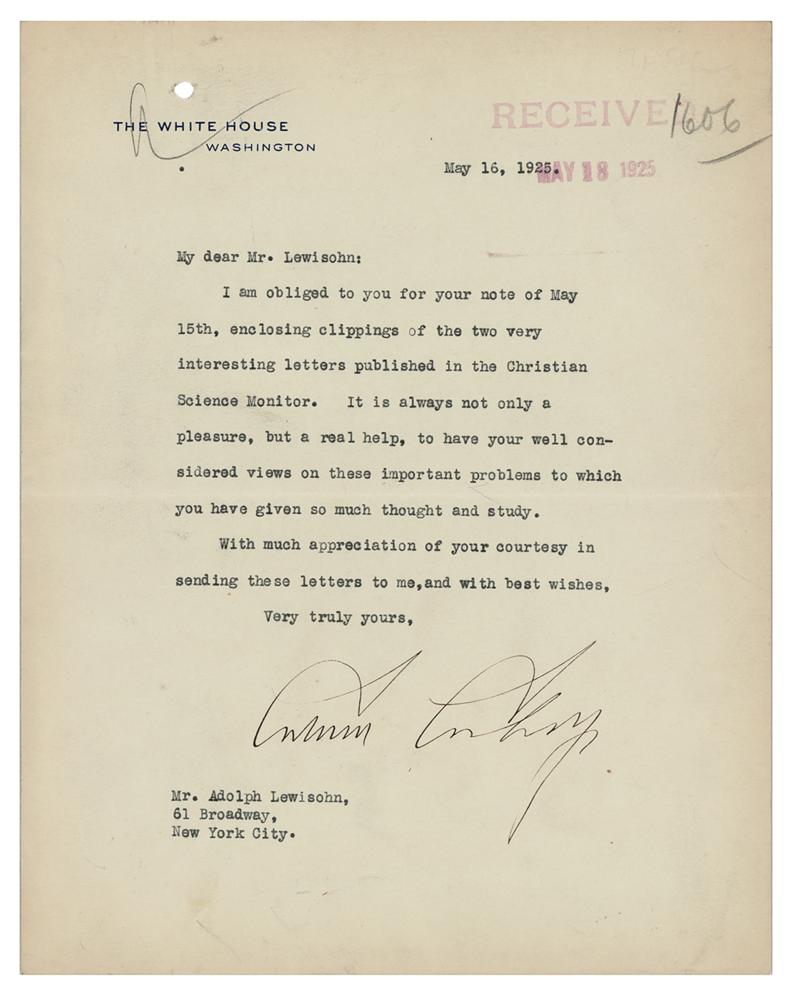 THE WHITE HOUSE
WASHINGTON
RECEIVE
1606
May 16, 1925.
MAY 18 1925
My dear Mr. Lewisohn:
I am obliged to you for your note of May
15th, enclosing clippings of the two very
interesting letters published in the Christian
Science Monitor. It is always not only a
pleasure, but a real help, to have your well con-
sidered views on these important problems to which
you have given so much thought and study.
With much appreciation of your courtesy in
sending these letters to me,and with best wishes,
Very truly yours,
Calvin Coolidge
Mr. Adolph Lewisohn,
61 Broadway,
New York City.